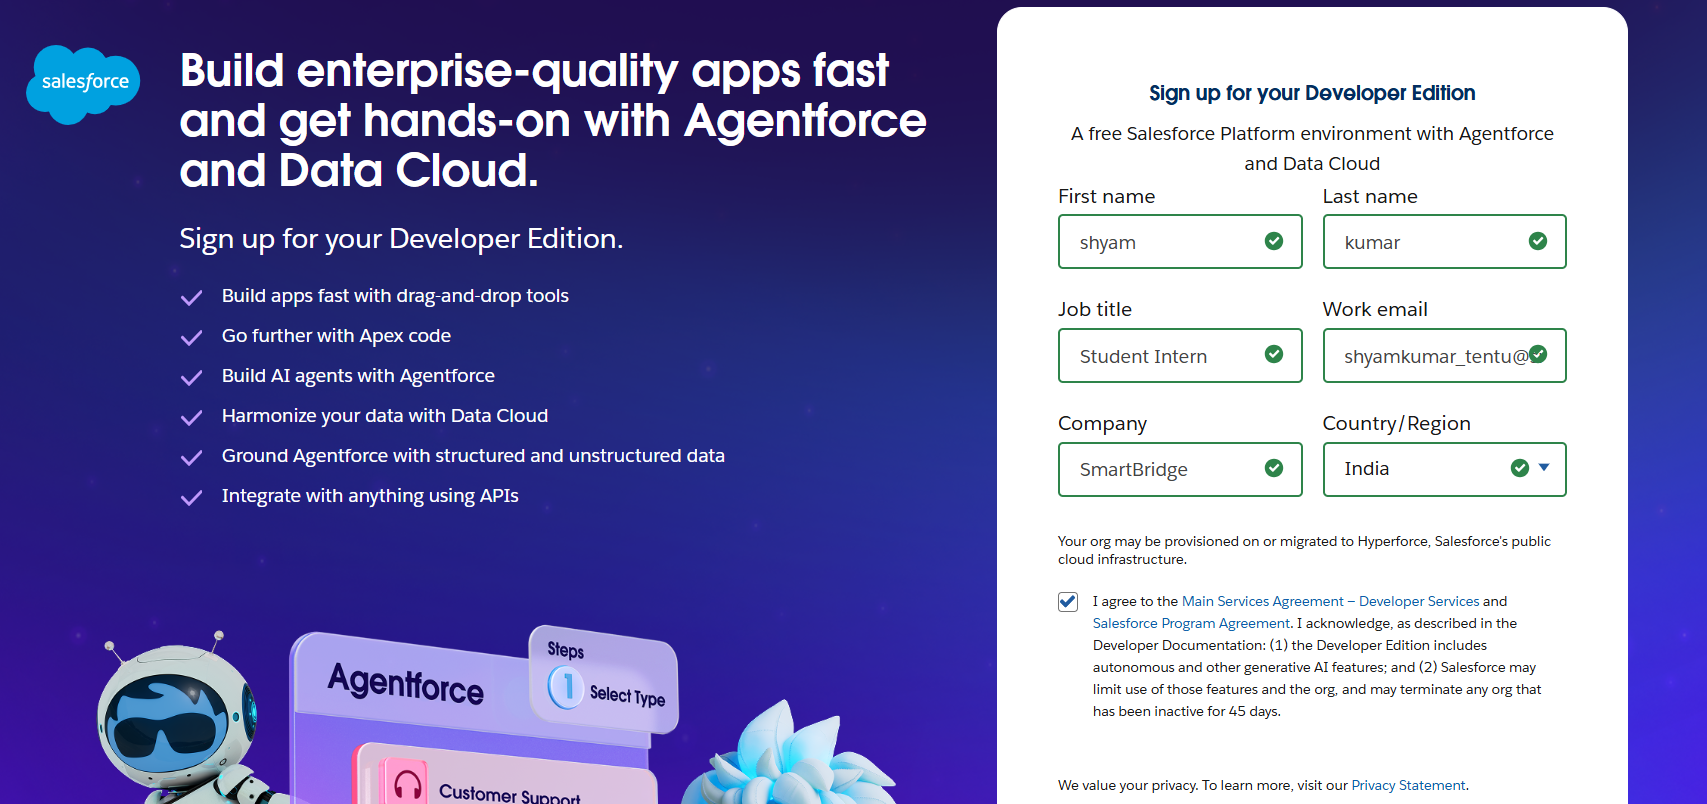 salesforce
Build enterprise-quality apps fast
and get hands-on with Agentforce
and Data Cloud.
Sign up for your Developer Edition.
Build apps fast with drag-and-drop tools
Go further with Apex code
Build AI agents with Agentforce
Harmonize your data with Data Cloud
Ground Agentforce with structured and unstructured data
Integrate with anything using APIs
Agentforce
Steps
1
Select Type
Customer Support
Sign up for your Developer Edition
A free Salesforce Platform environment with Agentforce
and Data Cloud
First name
Last name
shyam
kumar
Job title
Work email
Student Intern
shyamkumar_tentu@
Company
Country/Region
SmartBridge
India
Your org may be provisioned on or migrated to Hyperforce, Salesforce's public
cloud infrastructure.
I agree to the Main Services Agreement – Developer Services and
Salesforce Program Agreement. I acknowledge, as described in the
Developer Documentation: (1) the Developer Edition includes
autonomous and other generative AI features; and (2) Salesforce may
limit use of those features and the org, and may terminate any org that
has been inactive for 45 days.
We value your privacy. To learn more, visit our Privacy Statement.